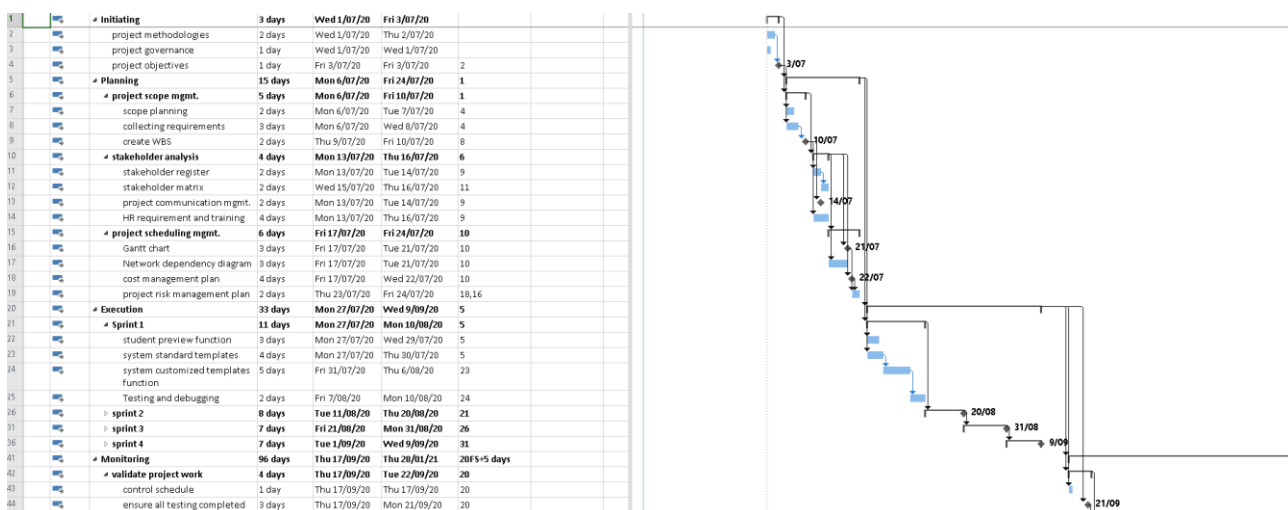 1 Initiating 3 days Wed 1/07/20 Fri 3/07/20
2 project methodologies 2 days Wed 1/07/20 Thu 2/07/20
3 project governance 1 day Wed 1/07/20 Wed 1/07/20
4 project objectives 1 day Fri 3/07/20 Fri 3/07/20 2 3/07
5 Planning 15 days Mon 6/07/20 Fri 24/07/20 1
6 project scope mgmt. 5 days Mon 6/07/20 Fri 10/07/20 1
7 scope planning 2 days Mon 6/07/20 Tue 7/07/20 4
8 collecting requirements 3 days Mon 6/07/20 Wed 8/07/20 4
9 create WBS 2 days Thu 9/07/20 Fri 10/07/20 8 10/07
10 stakeholder analysis 4 days Mon 13/07/20 Thu 16/07/20 6
11 stakeholder register 2 days Mon 13/07/20 Tue 14/07/20 9
12 stakeholder matrix 2 days Wed 15/07/20 Thu 16/07/20 11
13 project communication mgmt. 2 days Mon 13/07/20 Tue 14/07/20 9 14/07
14 HR requirement and training 4 days Mon 13/07/20 Thu 16/07/20 9
15 project scheduling mgmt. 6 days Fri 17/07/20 Fri 24/07/20 10
16 Gantt chart 3 days Fri 17/07/20 Tue 21/07/20 10 21/07
17 Network dependency diagram 3 days Fri 17/07/20 Tue 21/07/20 10
18 cost management plan 4 days Fri 17/07/20 Wed 22/07/20 10 22/07
19 project risk management plan 2 days Thu 23/07/20 Fri 24/07/20 18,16
20 Execution 33 days Mon 27/07/20 Wed 9/09/20 5
21 Sprint 1 11 days Mon 27/07/20 Mon 10/08/20 5
22 student preview function 3 days Mon 27/07/20 Wed 29/07/20 5
23 system standard templates 4 days Mon 27/07/20 Thu 30/07/20 5
24 system customized templates 5 days Fri 31/07/20 Thu 6/08/20 23
function
25 Testing and debugging 2 days Fri 7/08/20 Mon 10/08/20 24
26 sprint 2 8 days Tue 11/08/20 Thu 20/08/20 21 20/08
31 sprint 3 7 days Fri 21/08/20 Mon 31/08/20 26 31/08
36 sprint 4 7 days Tue 1/09/20 Wed 9/09/20 31 9/09
41 Monitoring 96 days Thu 17/09/20 Thu 28/01/21 20FS+5 days
42 validate project work 4 days Thu 17/09/20 Tue 22/09/20 20
43 control schedule 1 day Thu 17/09/20 Thu 17/09/20 20
44 ensure all testing completed 3 days Thu 17/09/20 Mon 21/09/20 20 21/09